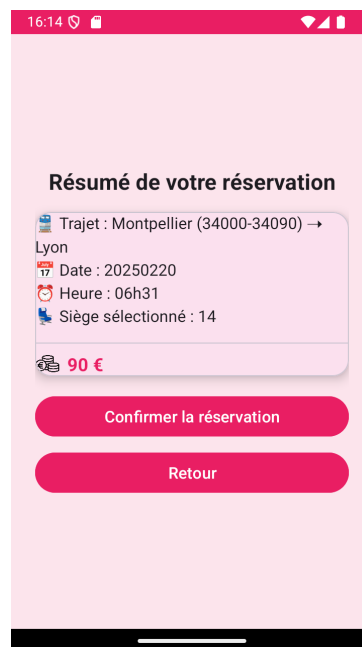 16:14
Résumé de votre réservation
🚆 Trajet : Montpellier (34000-34090) →
Lyon
📅 Date : 20250220
⏰ Heure : 06h31
💺 Siège sélectionné : 14
90 €
Confirmer la réservation
Retour